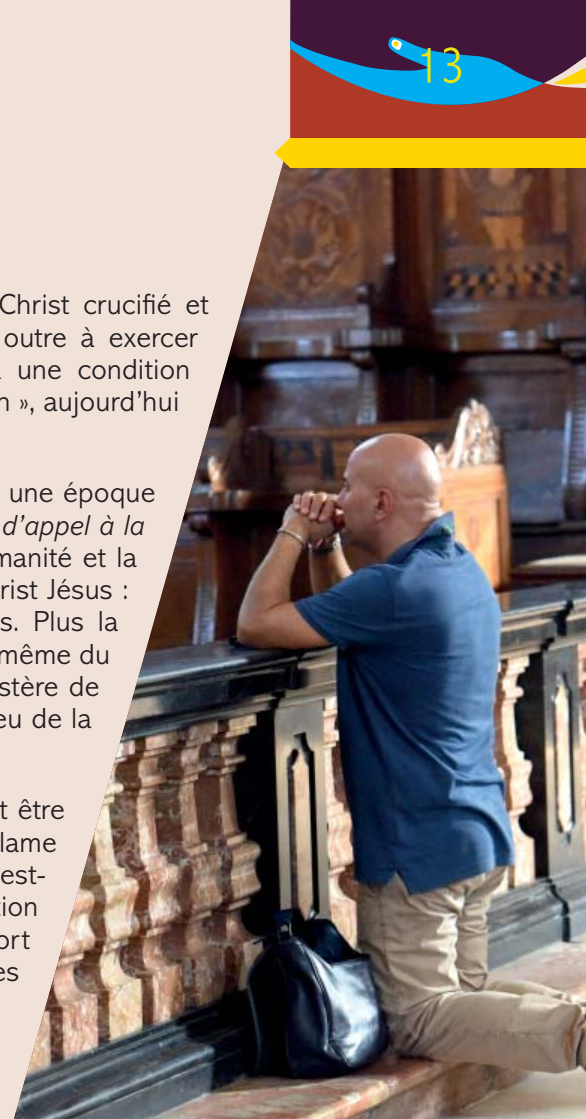 13
Christ crucifié et
outre à exercer
une condition
n », aujourd’hui
une époque
d’appel à la
manité et la
rist Jésus :
s. Plus la
même du
stère de
eu de la
t être
lame
est-
tion
ort
es